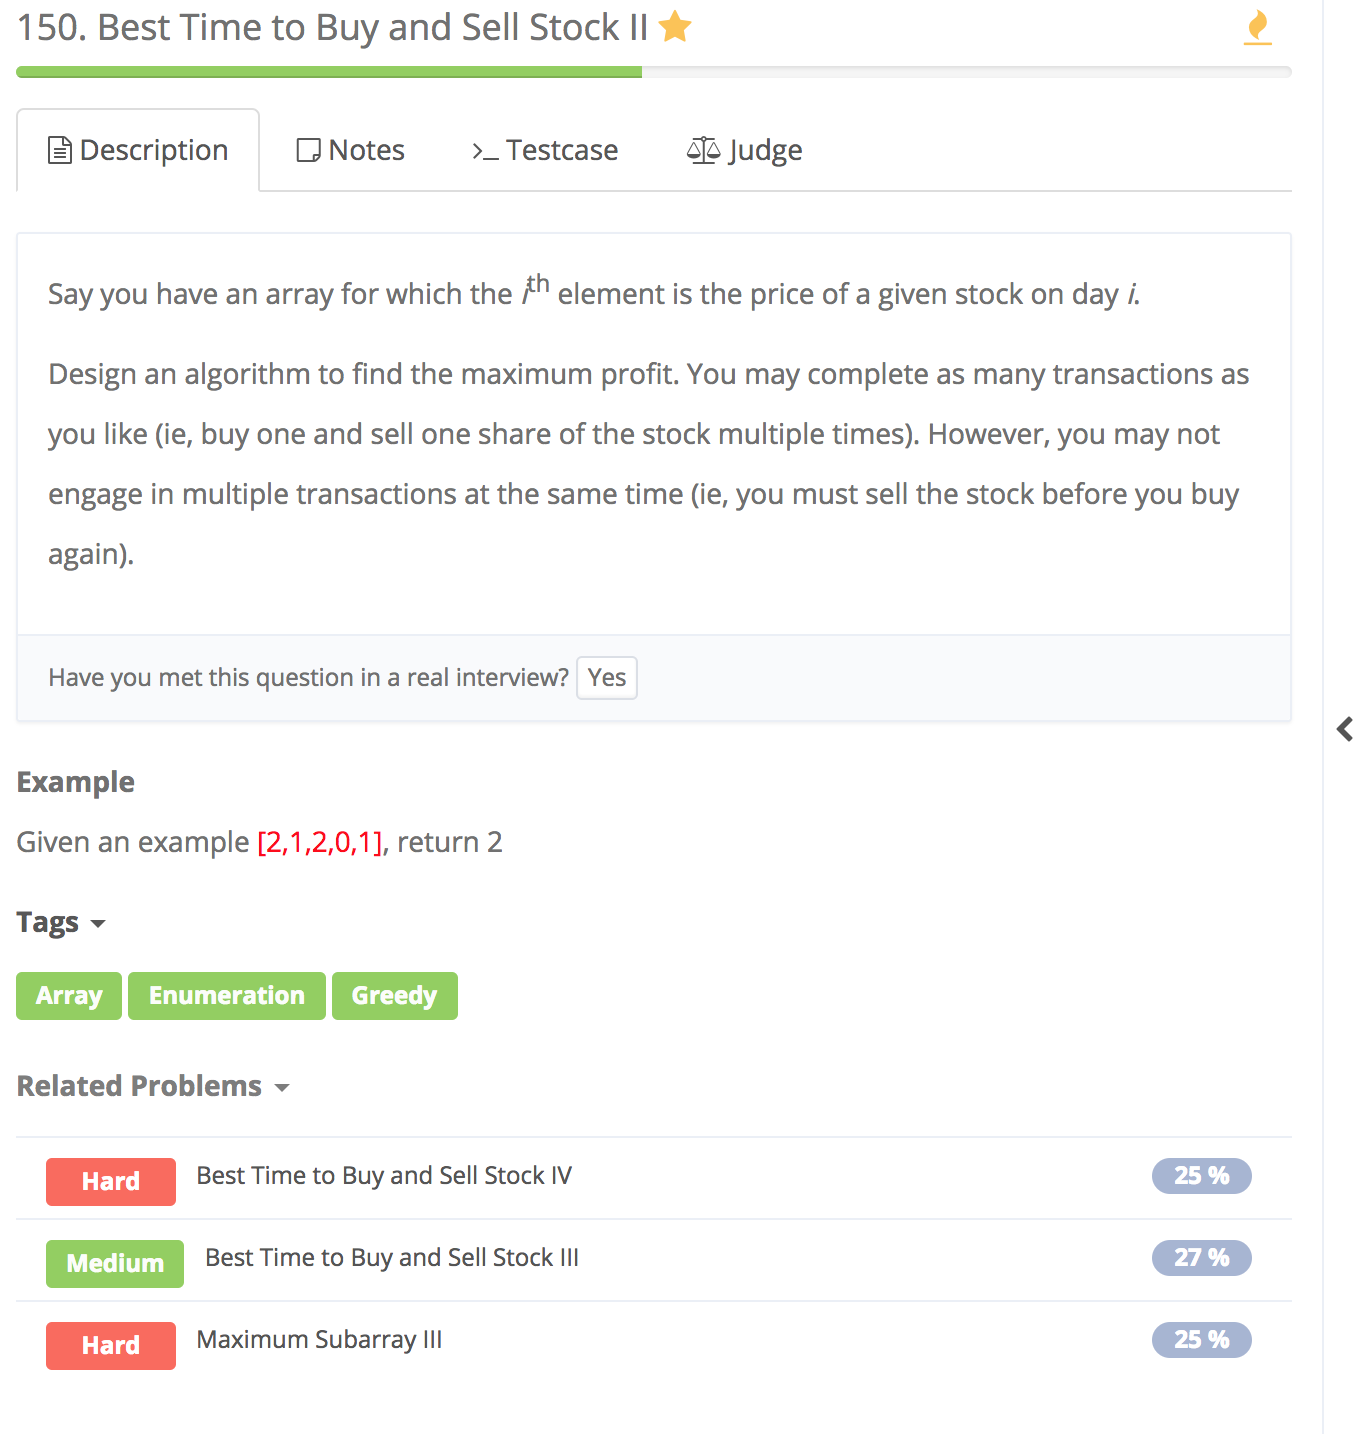 150. Best Time to Buy and Sell Stock II
Description
Notes
Testcase
Judge
Say you have an array for which the ith element is the price of a given stock on day i.
Design an algorithm to find the maximum profit. You may complete as many transactions as
you like (ie, buy one and sell one share of the stock multiple times). However, you may not
engage in multiple transactions at the same time (ie, you must sell the stock before you buy
again).
Have you met this question in a real interview? Yes
Example
Given an example [2,1,2,0,1], return 2
Tags
Array Enumeration Greedy
Related Problems
Hard Best Time to Buy and Sell Stock IV 25 %
Medium Best Time to Buy and Sell Stock III 27 %
Hard Maximum Subarray III 25 %